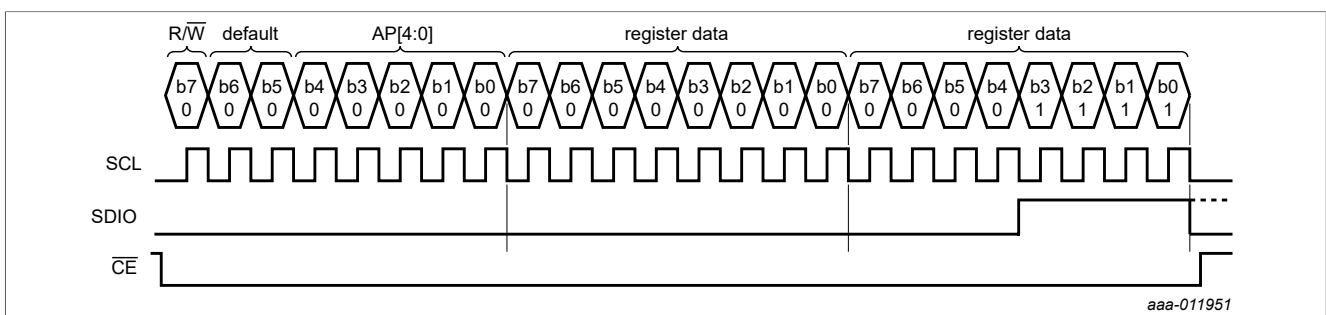 R/W default AP[4:0] register data register data
b7 b6 b5 b4 b3 b2 b1 b0 b7 b6 b5 b4 b3 b2 b1 b0 b7 b6 b5 b4 b3 b2 b1 b0
0 0 0 0 0 0 0 0 0 0 0 0 0 0 0 0 0 0 0 0 1 1 1 1
SCL
SDIO
CE
aaa-011951